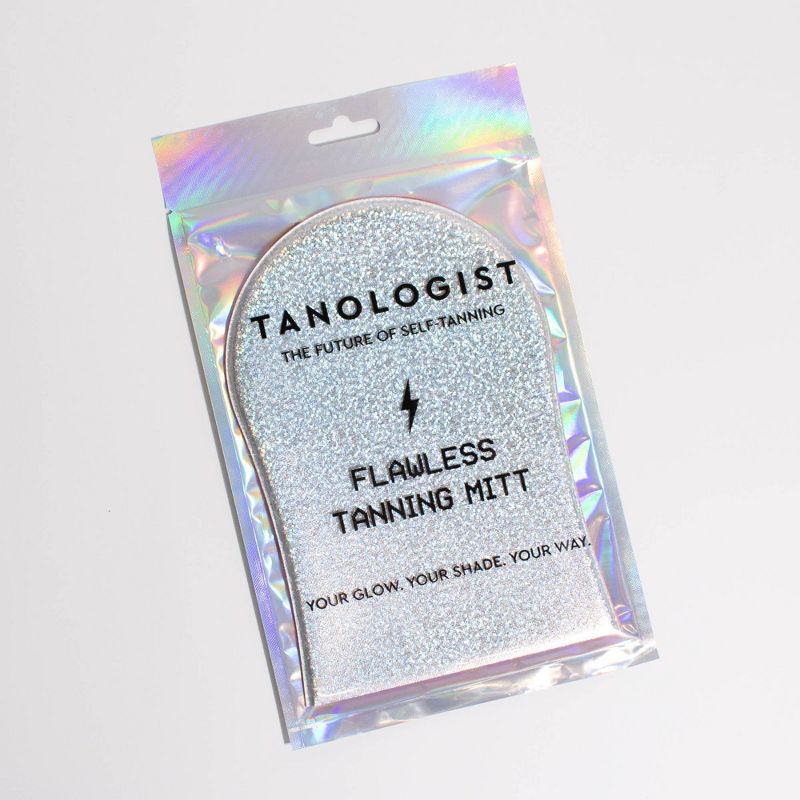 TANOLOGIST
THE FUTURE OF SELF-TANNING
FLAWLESS
TANNING MITT
YOUR GLOW. YOUR SHADE. YOUR WAY.